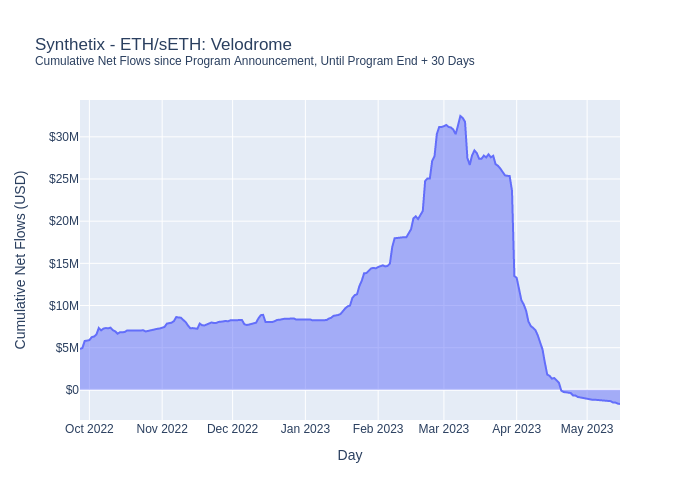 Synthetix - ETH/sETH: Velodrome
Cumulative Net Flows since Program Announcement, Until Program End + 30 Days
Cumulative Net Flows (USD)
$30M
$25M
$20M
$15M
$10M
$5M
$0
Oct 2022 Nov 2022 Dec 2022 Jan 2023 Feb 2023 Mar 2023 Apr 2023 May 2023
Day